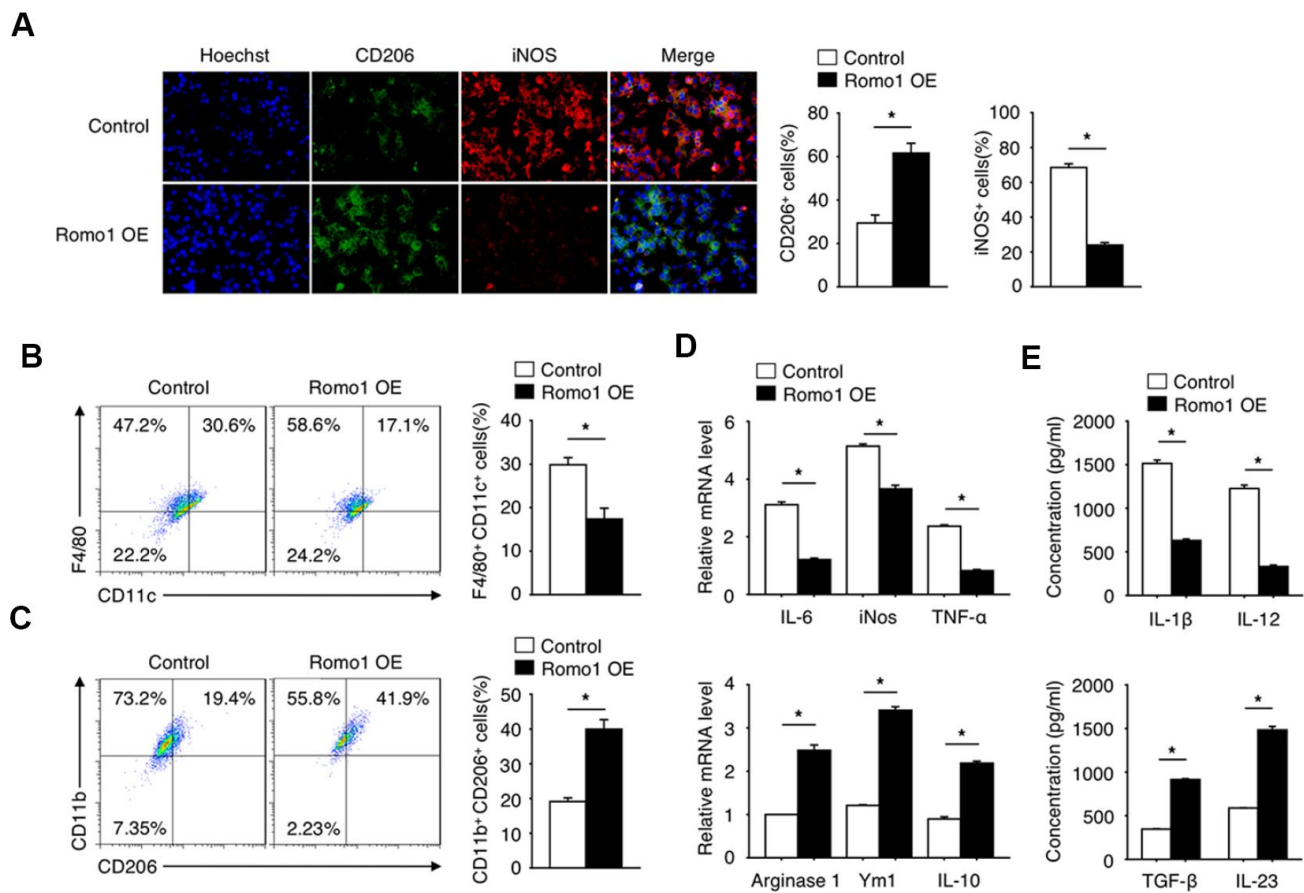 A
Hoechst CD206 iNOS Merge
Control
Romo1 OE
Control
Romo1 OE
CD206⁺ cells(%)
80
60
40
20
0
*
iNOS⁺ cells(%)
100
80
60
40
20
0
*
B
Control Romo1 OE
47.2% 30.6% 58.6% 17.1%
22.2% 24.2%
F4/80
CD11c
Control
Romo1 OE
F4/80⁺ CD11c⁺ cells(%)
40
30
20
10
0
*
C
Control Romo1 OE
73.2% 19.4% 55.8% 41.9%
7.35% 2.23%
CD11b
CD206
Control
Romo1 OE
CD11b⁺ CD206⁺ cells(%)
50
40
30
20
10
0
*
D
Control
Romo1 OE
Relative mRNA level
6
4
2
0
* * *
IL-6 iNos TNF-α
Relative mRNA level
4
3
2
1
0
* * *
Arginase 1 Ym1 IL-10
E
Control
Romo1 OE
Concentration (pg/ml)
2000
1500
1000
500
0
* *
IL-1β IL-12
Concentration (pg/ml)
2000
1500
1000
500
0
* *
TGF-β IL-23